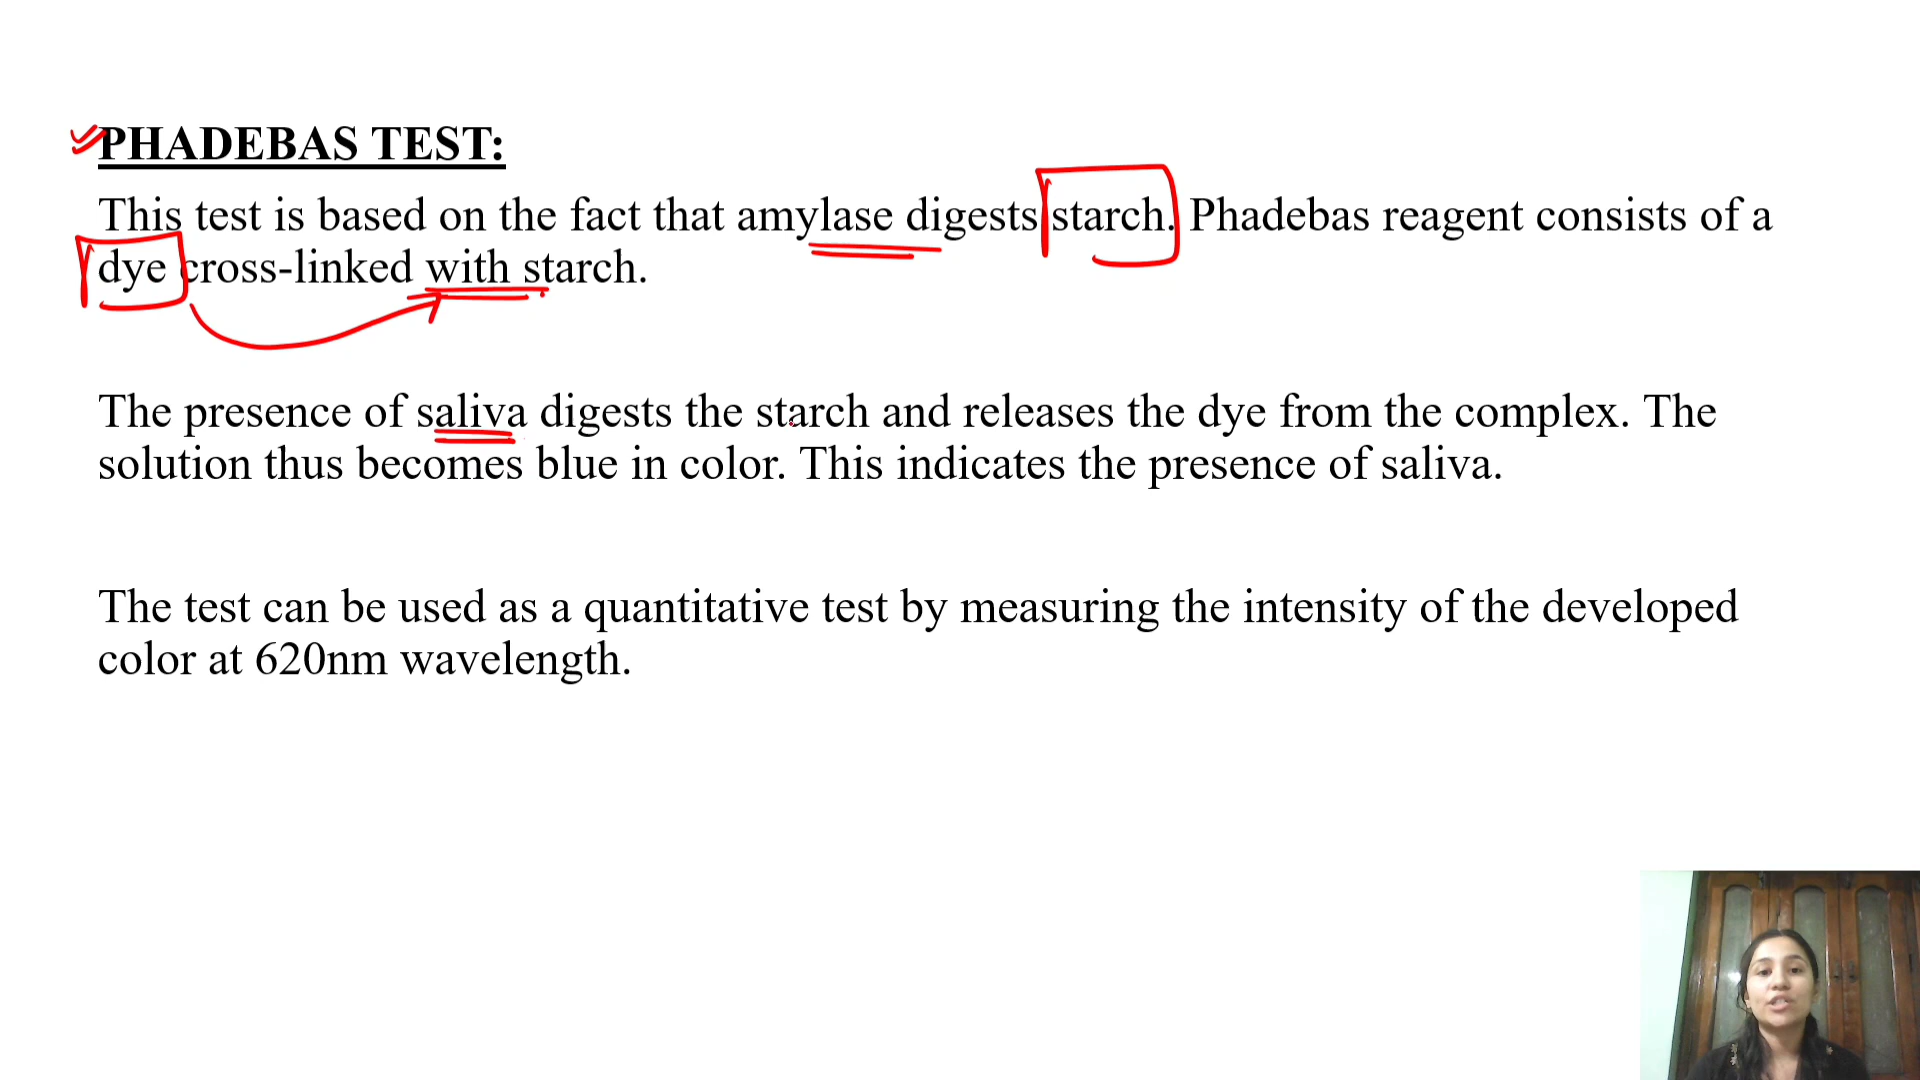 PHADEBAS TEST:
This test is based on the fact that amylase digests starch. Phadebas reagent consists of a
dye cross-linked with starch.
The presence of saliva digests the starch and releases the dye from the complex. The
solution thus becomes blue in color. This indicates the presence of saliva.
The test can be used as a quantitative test by measuring the intensity of the developed
color at 620nm wavelength.